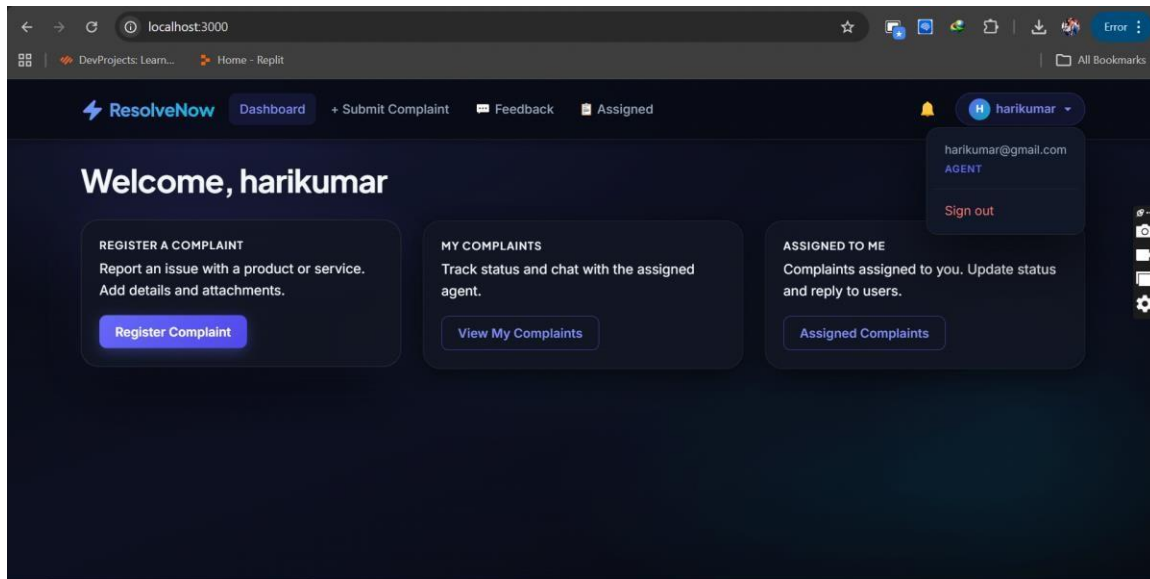 localhost:3000
Error
DevProjects: Learn...
Home - Replit
All Bookmarks
ResolveNow
Dashboard
+ Submit Complaint
Feedback
Assigned
H
harikumar
harikumar@gmail.com
AGENT
Sign out
Welcome, harikumar
REGISTER A COMPLAINT
Report an issue with a product or service.
Add details and attachments.
Register Complaint
MY COMPLAINTS
Track status and chat with the assigned
agent.
View My Complaints
ASSIGNED TO ME
Complaints assigned to you. Update status
and reply to users.
Assigned Complaints